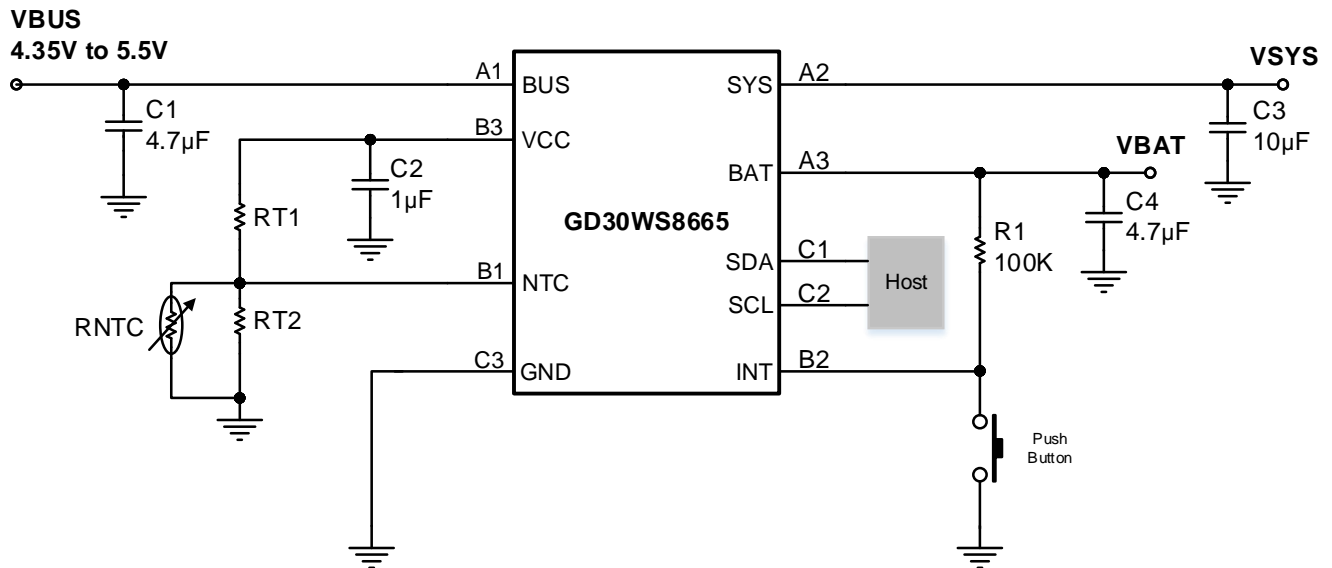 VBUS
4.35V to 5.5V
VSYS
A1
BUS
SYS
A2
C1
4.7µF
C3
10µF
B3
VCC
C2
1µF
VBAT
BAT
A3
C4
4.7µF
RT1
GD30WS8665
R1
100K
SDA
C1
Host
B1
NTC
SCL
C2
RNTC
RT2
C3
GND
INT
B2
Push
Button